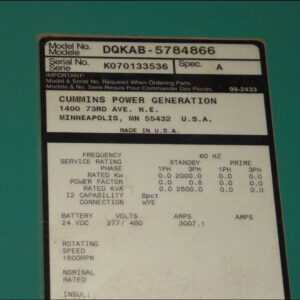 Model No. DQKAB-5784866
Modele
Serial No. K070133536 Spec. A
Serie
IMPORTANT!
Model & Serial No. Required When Ordering Parts.
Modele & No. Serie Requis Pour Commander Des Pieces. 99-2433
CUMMINS POWER GENERATION
1400 73RD AVE. N.E.
MINNEAPOLIS, MN 55432 U.S.A.
MADE IN U.S.A.
FREQUENCY 60 HZ
SERVICE RATING STANDBY PRIME
PHASE 1PH 3PH 1PH 3PH
RATED KW 0.0 2000.0 0.0 0.0
POWER FACTOR 0.0 0.8 0.0 0.0
RATED KVA 0.0 2500.0 0.0 0.0
I2 CAPABILITY 8pct
CONNECTION WYE
BATTERY VOLTS AMPS AMPS
24 VDC 277/ 480 3007.1
ROTATING
SPEED
1800RPM
NOMINAL
RATED
INSUL: